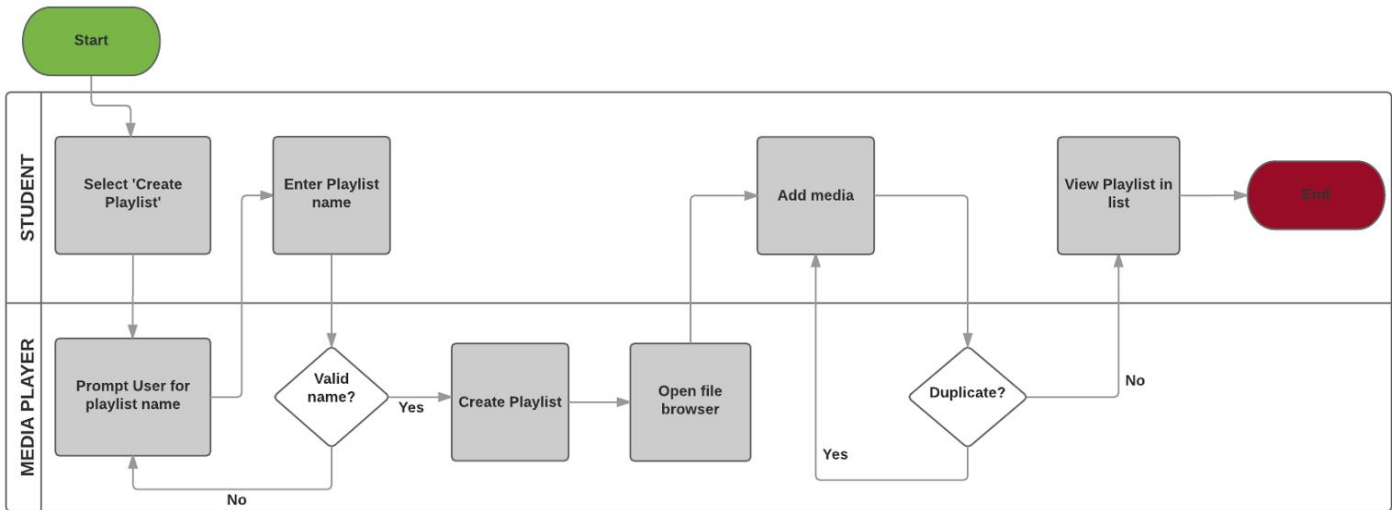 Start
STUDENT
Select 'Create
Playlist'
Enter Playlist
name
Add media
View Playlist in
list
End
MEDIA PLAYER
Prompt User for
playlist name
Valid
name?
Yes
No
Create Playlist
Open file
browser
Duplicate?
Yes
No